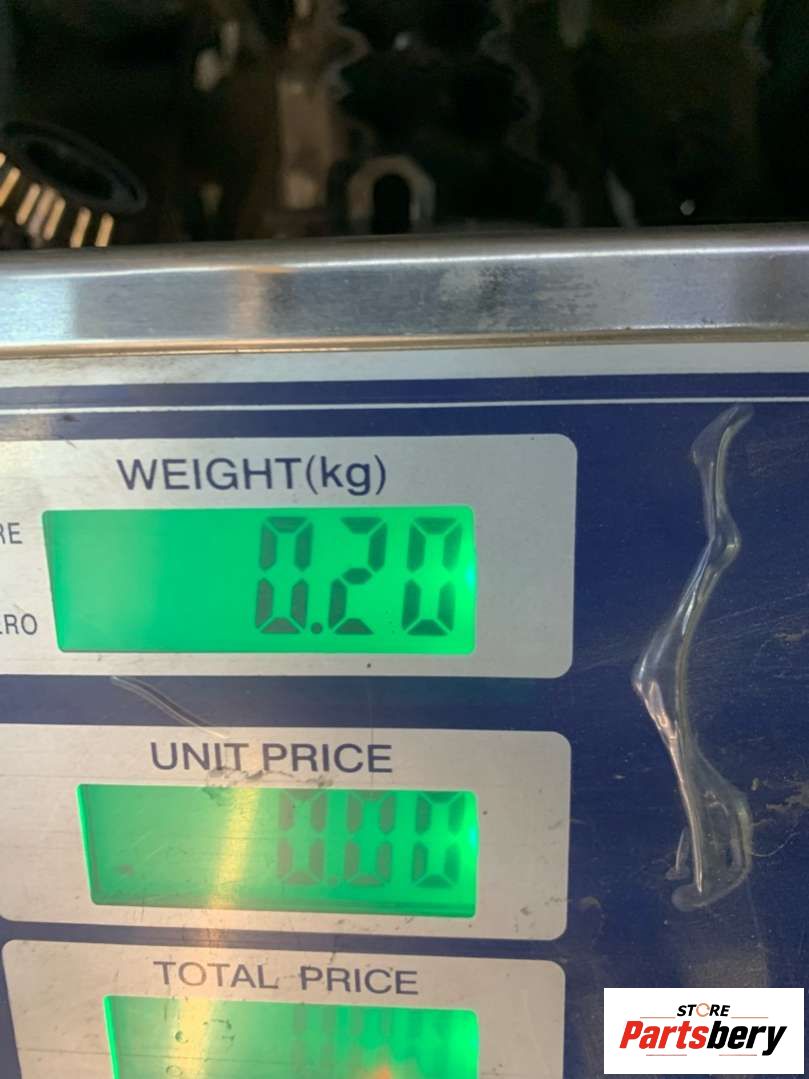 WEIGHT(kg)
RE
0.20
ERO
UNIT PRICE
0.00
TOTAL PRICE
STORE
Partsbery